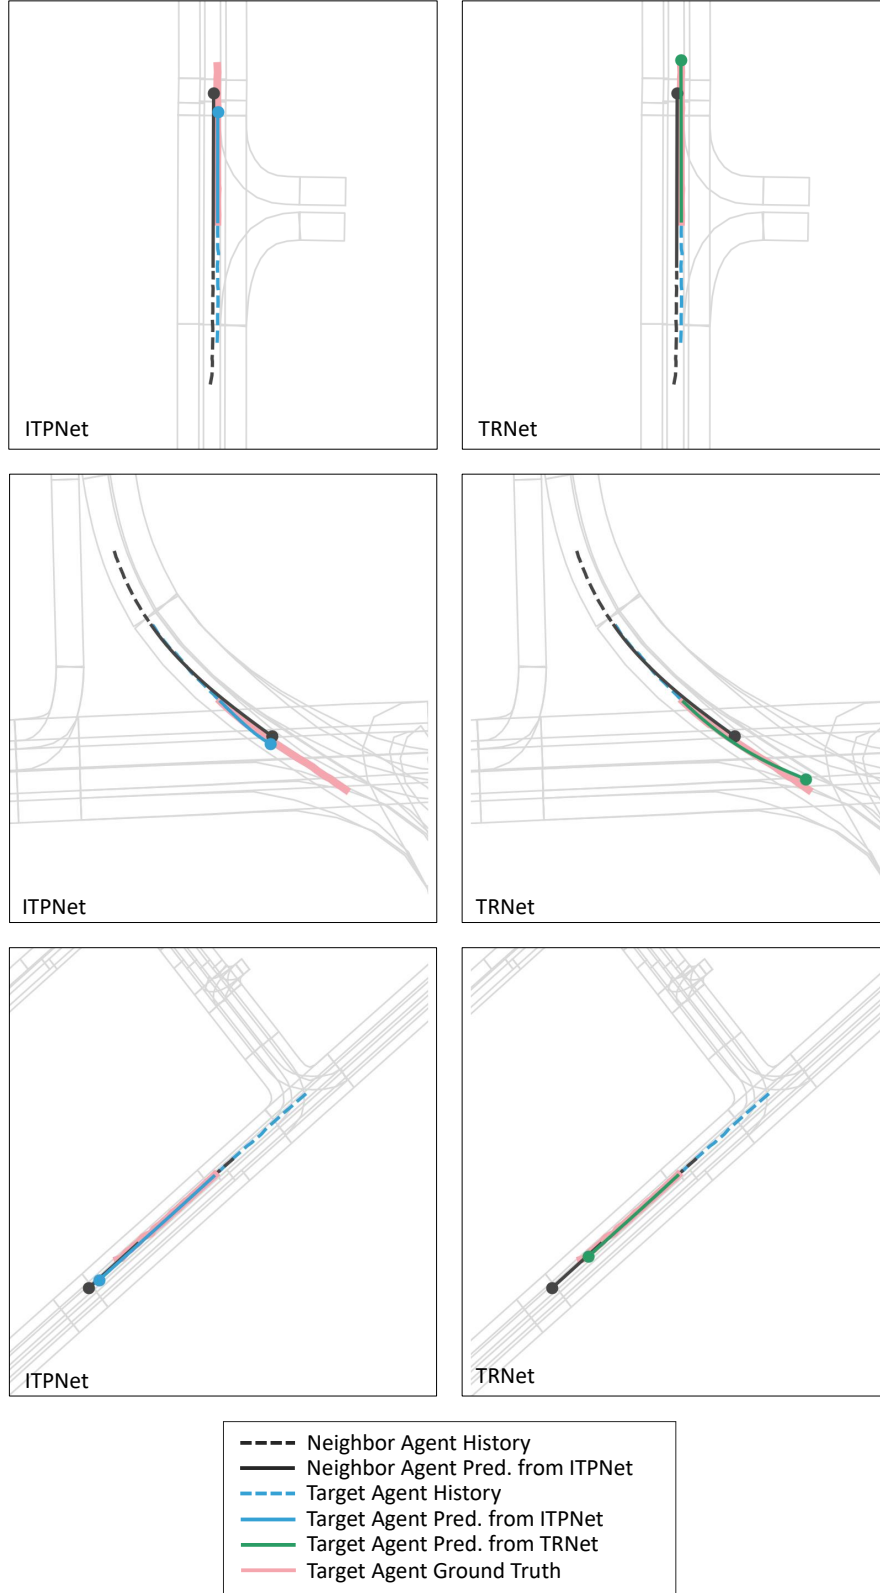 ITPNet
TRNet
ITPNet
TRNet
ITPNet
TRNet
Neighbor Agent History
Neighbor Agent Pred. from ITPNet
Target Agent History
Target Agent Pred. from ITPNet
Target Agent Pred. from TRNet
Target Agent Ground Truth